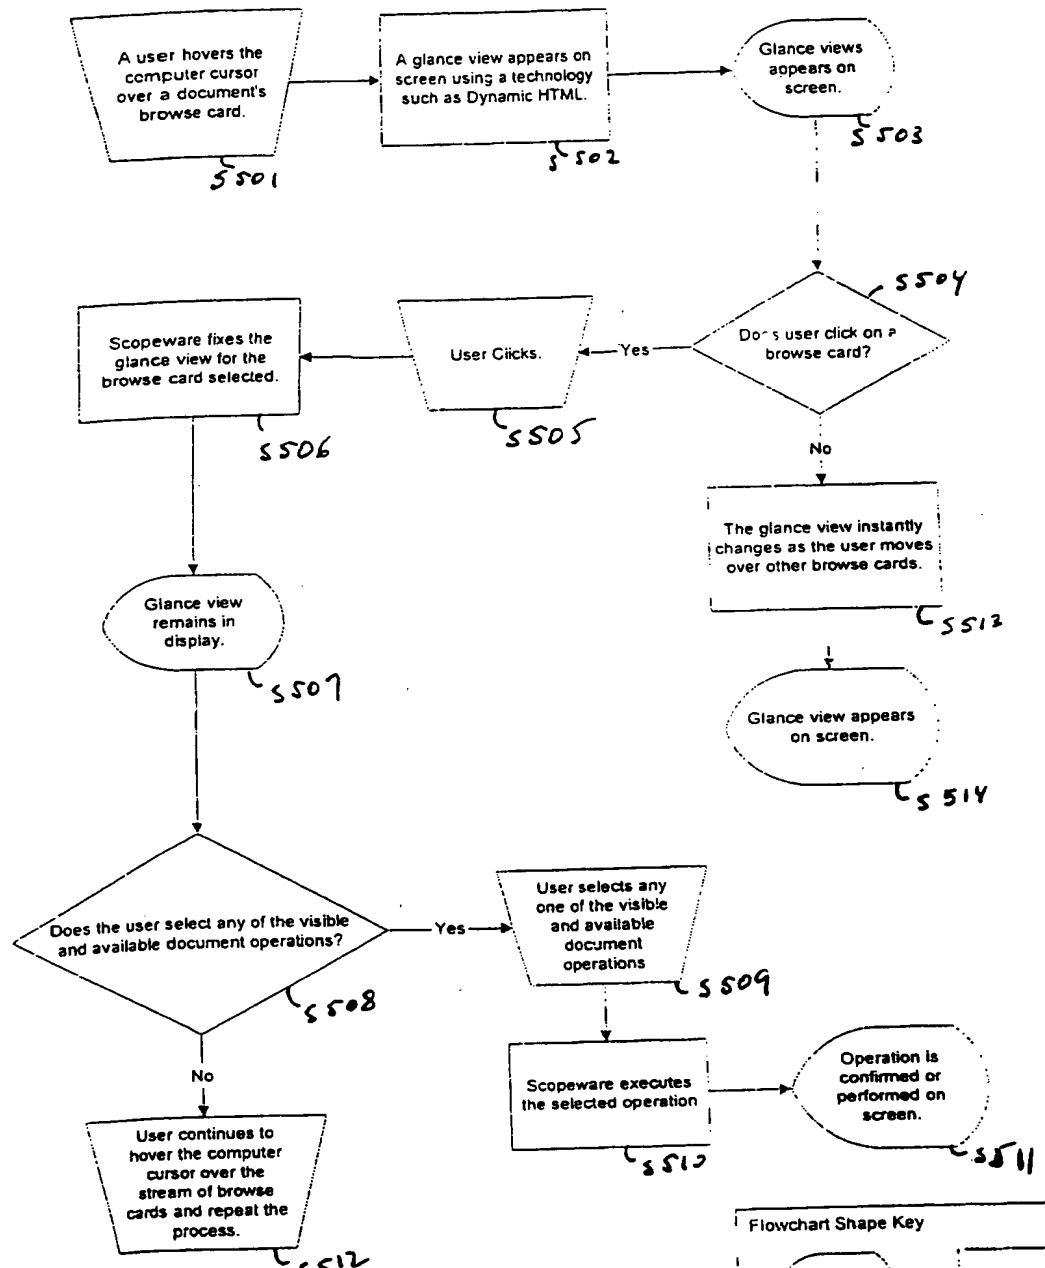 A user hovers the
computer cursor
over a document's
browse card.
S501
A glance view appears on
screen using a technology
such as Dynamic HTML.
S502
Glance views
appears on
screen.
S503
S504
Does user click on a
browse card?
Yes
User Clicks.
S505
Scopeware fixes the
glance view for the
browse card selected.
S506
No
The glance view instantly
changes as the user moves
over other browse cards.
S513
Glance view
remains in
display.
S507
Glance view appears
on screen.
S514
Does the user select any of the visible
and available document operations?
S508
Yes
User selects any
one of the visible
and available
document
operations
S509
No
Scopeware executes
the selected operation
S510
Operation is
confirmed or
performed on
screen.
S511
User continues to
hover the computer
cursor over the
stream of browse
cards and repeat the
process.
S512
Flowchart Shape Key